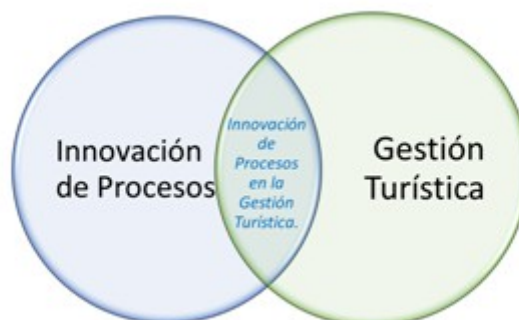 Innovación
de Procesos
Innovación
de
Procesos
en la
Gestión
Turística.
Gestión
Turística